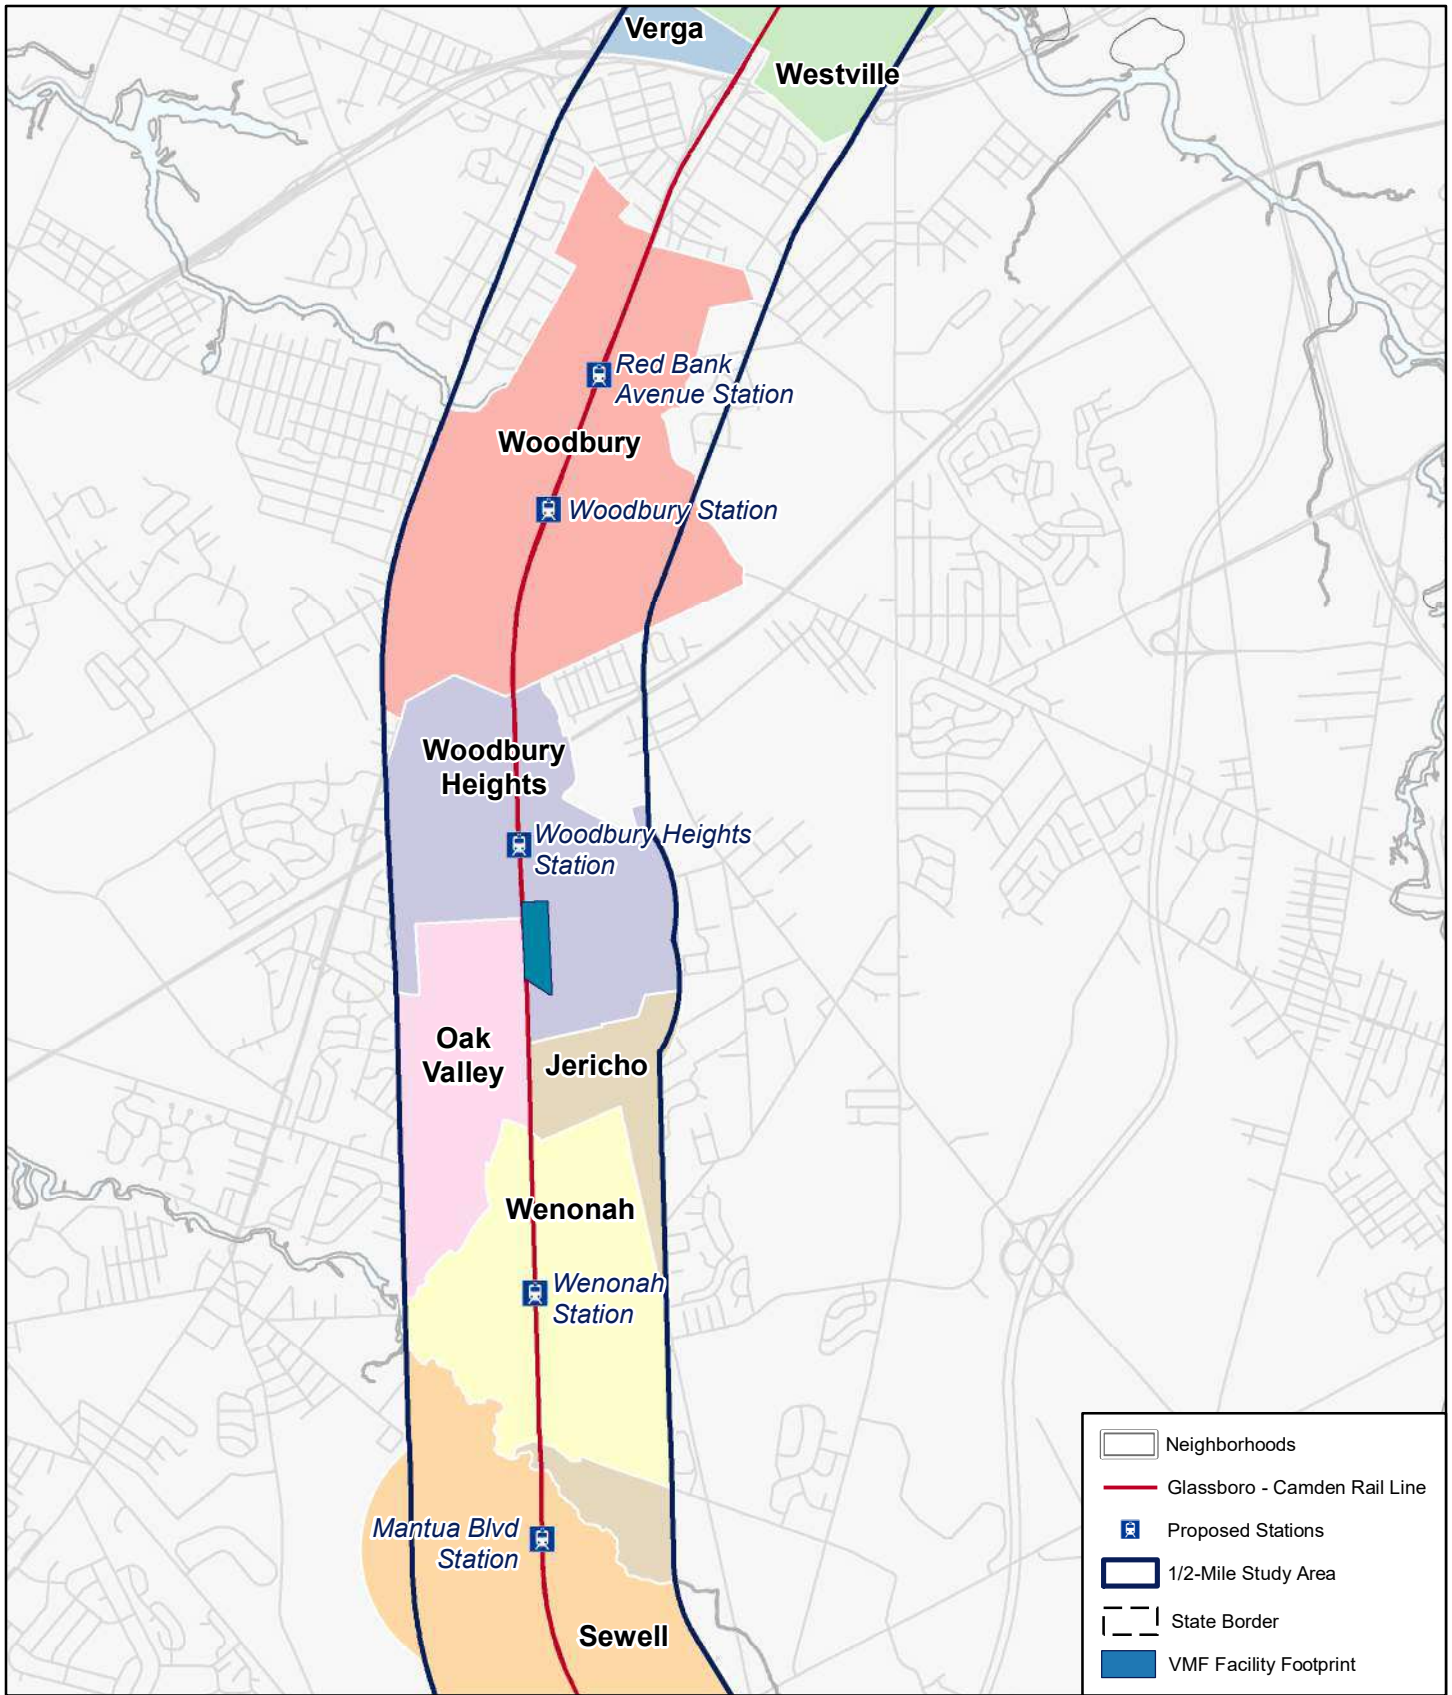 Verga
Westville
Red Bank
Avenue Station
Woodbury
Woodbury Station
Woodbury
Heights
Woodbury Heights
Station
Oak
Valley
Jericho
Wenonah
Wenonah
Station
Mantua Blvd
Station
Sewell
Neighborhoods
Glassboro - Camden Rail Line
Proposed Stations
1/2-Mile Study Area
State Border
VMF Facility Footprint